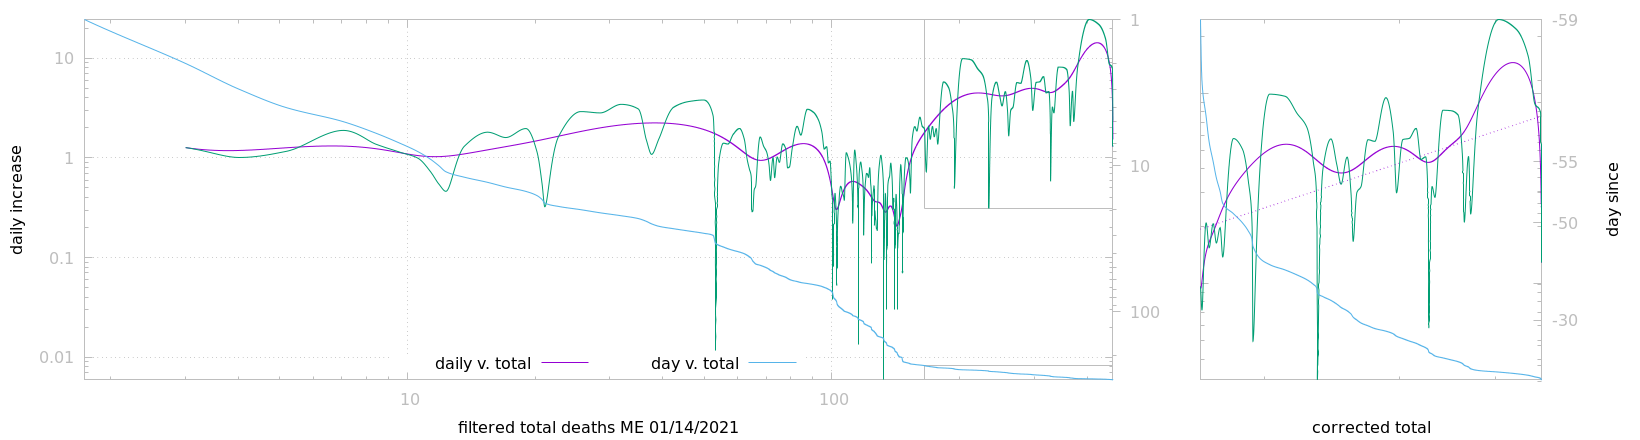 daily increase
10
1
0.1
0.01
daily v. total
day v. total
10
100
filtered total deaths ME 01/14/2021
1
10
100
-59
-55
-50
-30
day since
corrected total